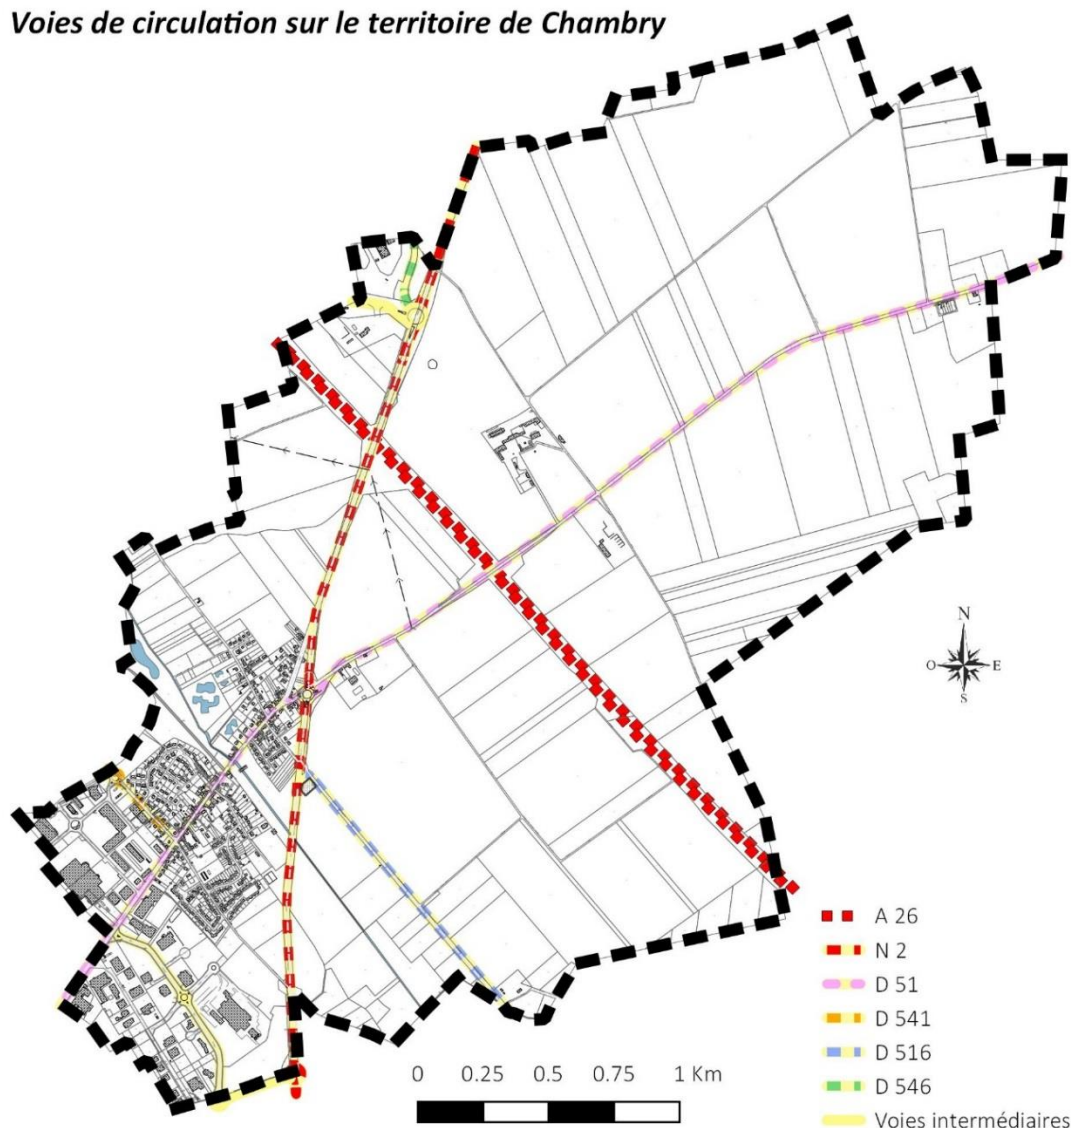 Voies de circulation sur le territoire de Chambry
N
O E
S
A 26
N 2
D 51
D 541
D 516
D 546
Voies intermédiaires
0 0.25 0.5 0.75 1 Km